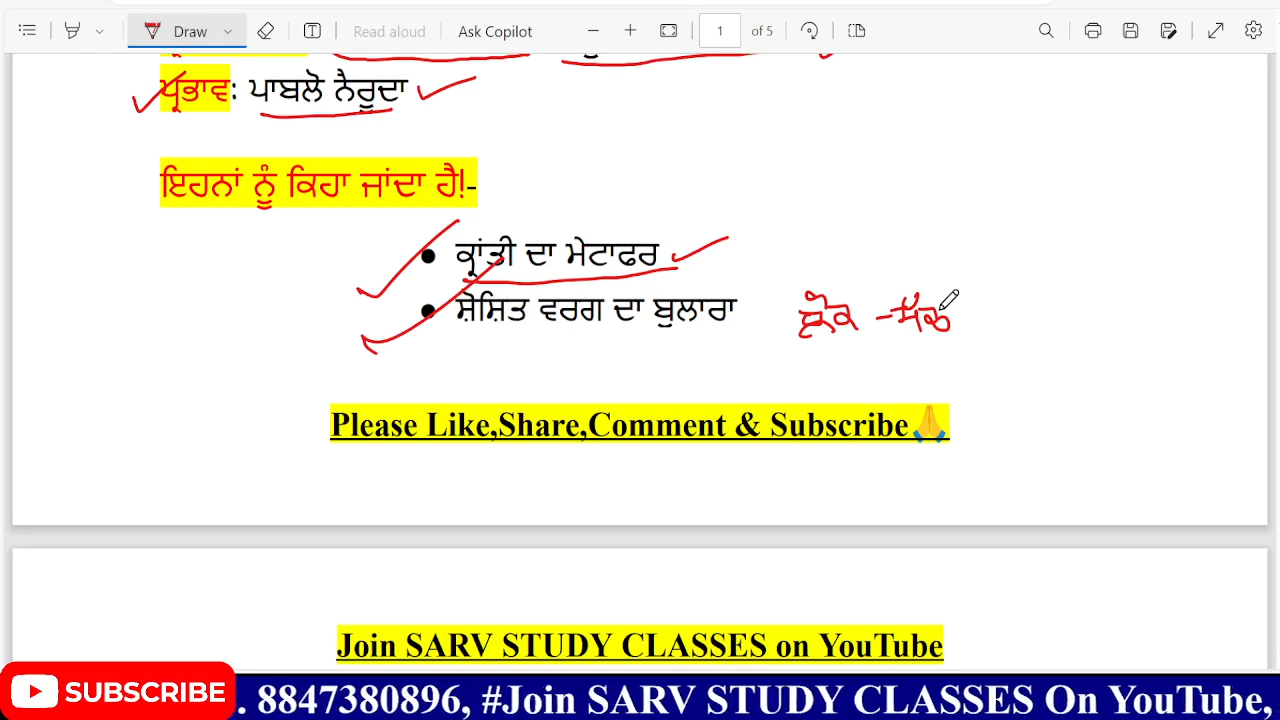 Draw
Read aloud
Ask Copilot
1 of 5
ਪ੍ਰਭਾਵ: ਪਾਬਲੋ ਨੈਰੂਦਾ
ਇਹਨਾਂ ਨੂੰ ਕਿਹਾ ਜਾਂਦਾ ਹੈ!-
● ਕ੍ਰਾਂਤੀ ਦਾ ਮੇਟਾਫਰ
● ਸ਼ੋਸ਼ਿਤ ਵਰਗ ਦਾ ਬੁਲਾਰਾ
Please Like,Share,Comment & Subscribe🙏
Join SARV STUDY CLASSES on YouTube
SUBSCRIBE . 8847380896, #Join SARV STUDY CLASSES On YouTube,